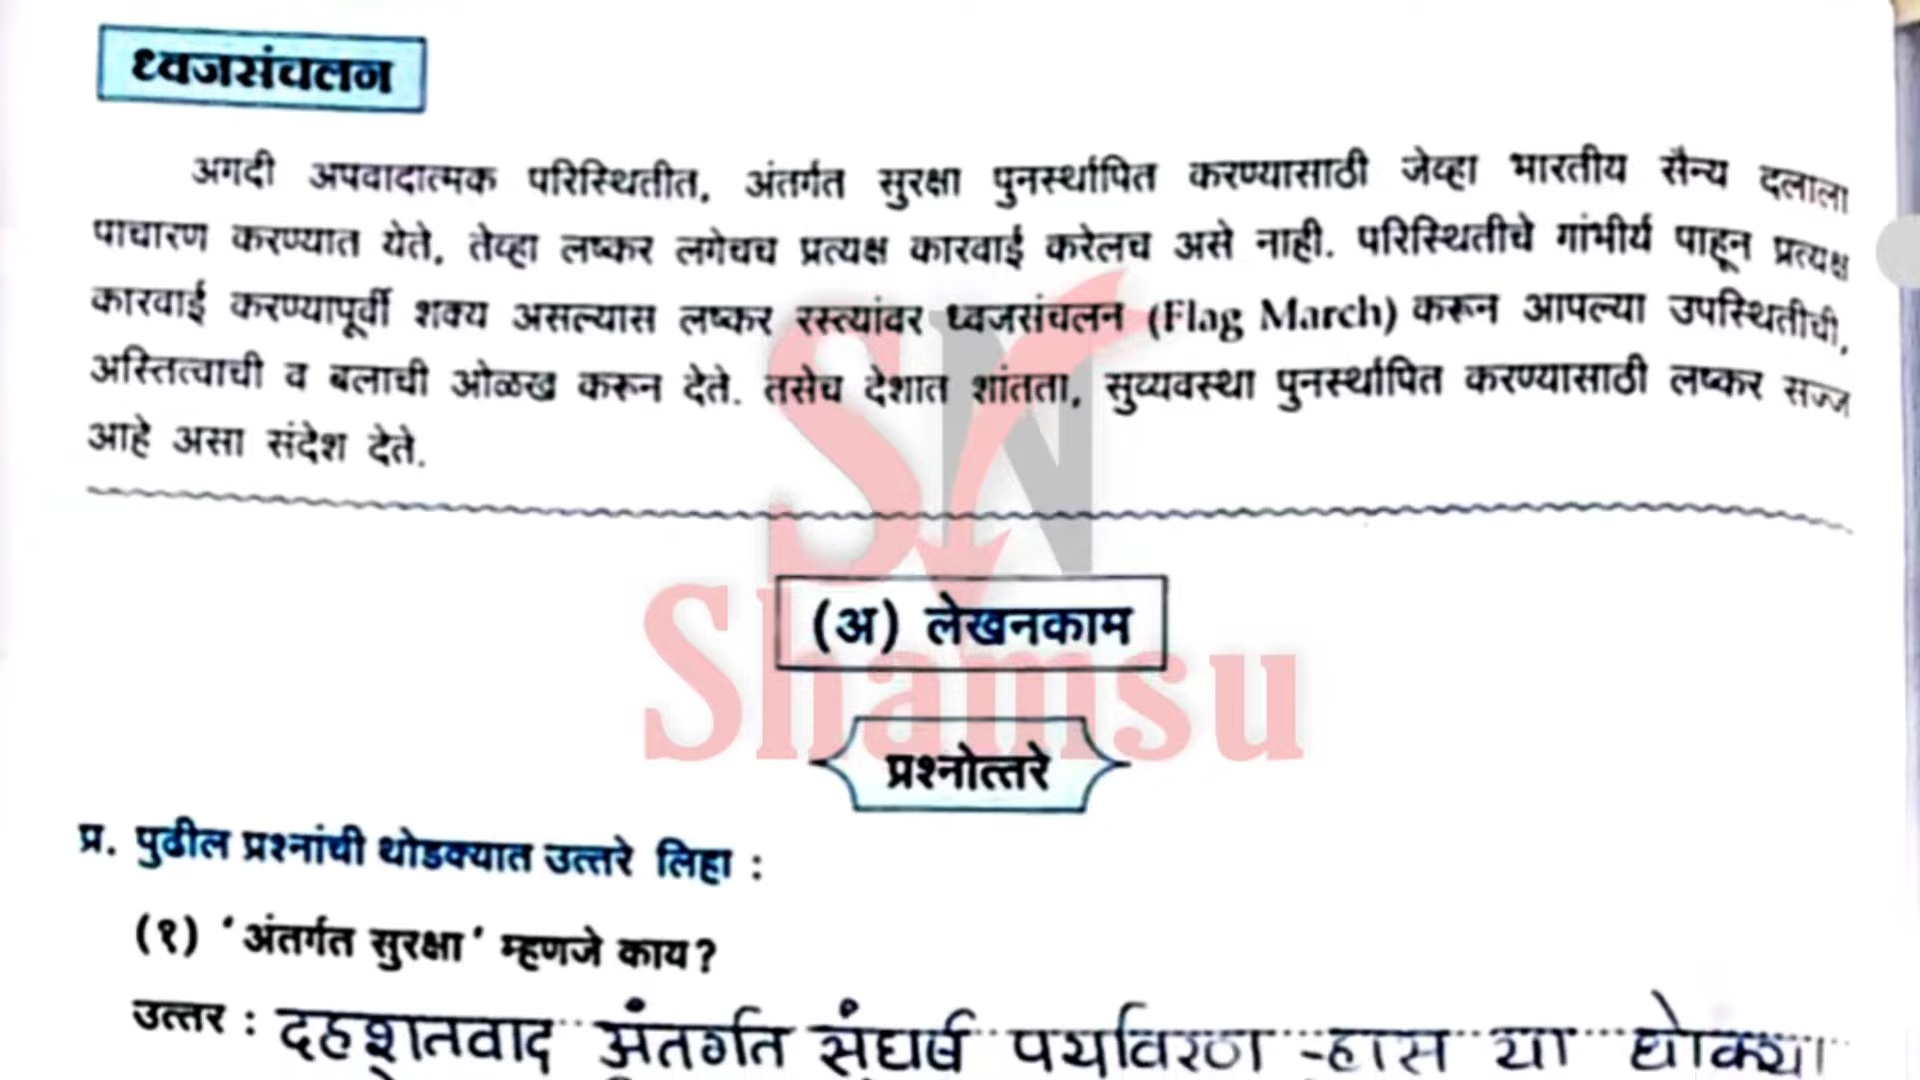 ध्वजसंचलन
अगदी अपवादात्मक परिस्थितीत, अंतर्गत सुरक्षा पुनर्स्थापित करण्यासाठी जेव्हा भारतीय सैन्य दलाला
पाचारण करण्यात येते, तेव्हा लष्कर लगेचच प्रत्यक्ष कारवाई करेलच असे नाही. परिस्थितीचे गांभीर्य पाहून प्रत्यक्ष
कारवाई करण्यापूर्वी शक्य असल्यास लष्कर रस्त्यांवर ध्वजसंचलन (Flag March) करून आपल्या उपस्थितीची,
अस्तित्वाची व बलाची ओळख करून देते. तसेच देशात शांतता, सुव्यवस्था पुनर्स्थापित करण्यासाठी लष्कर सज्ज
आहे असा संदेश देते.
SN
(अ) लेखनकाम
Shamsu
प्रश्नोत्तरे
प्र. पुढील प्रश्नांची थोडक्यात उत्तरे लिहा :
(१) ' अंतर्गत सुरक्षा ' म्हणजे काय?
उत्तर : दहशतवाद अंतर्गत संघर्ष पर्यावरण ऱ्हास या धोक्या